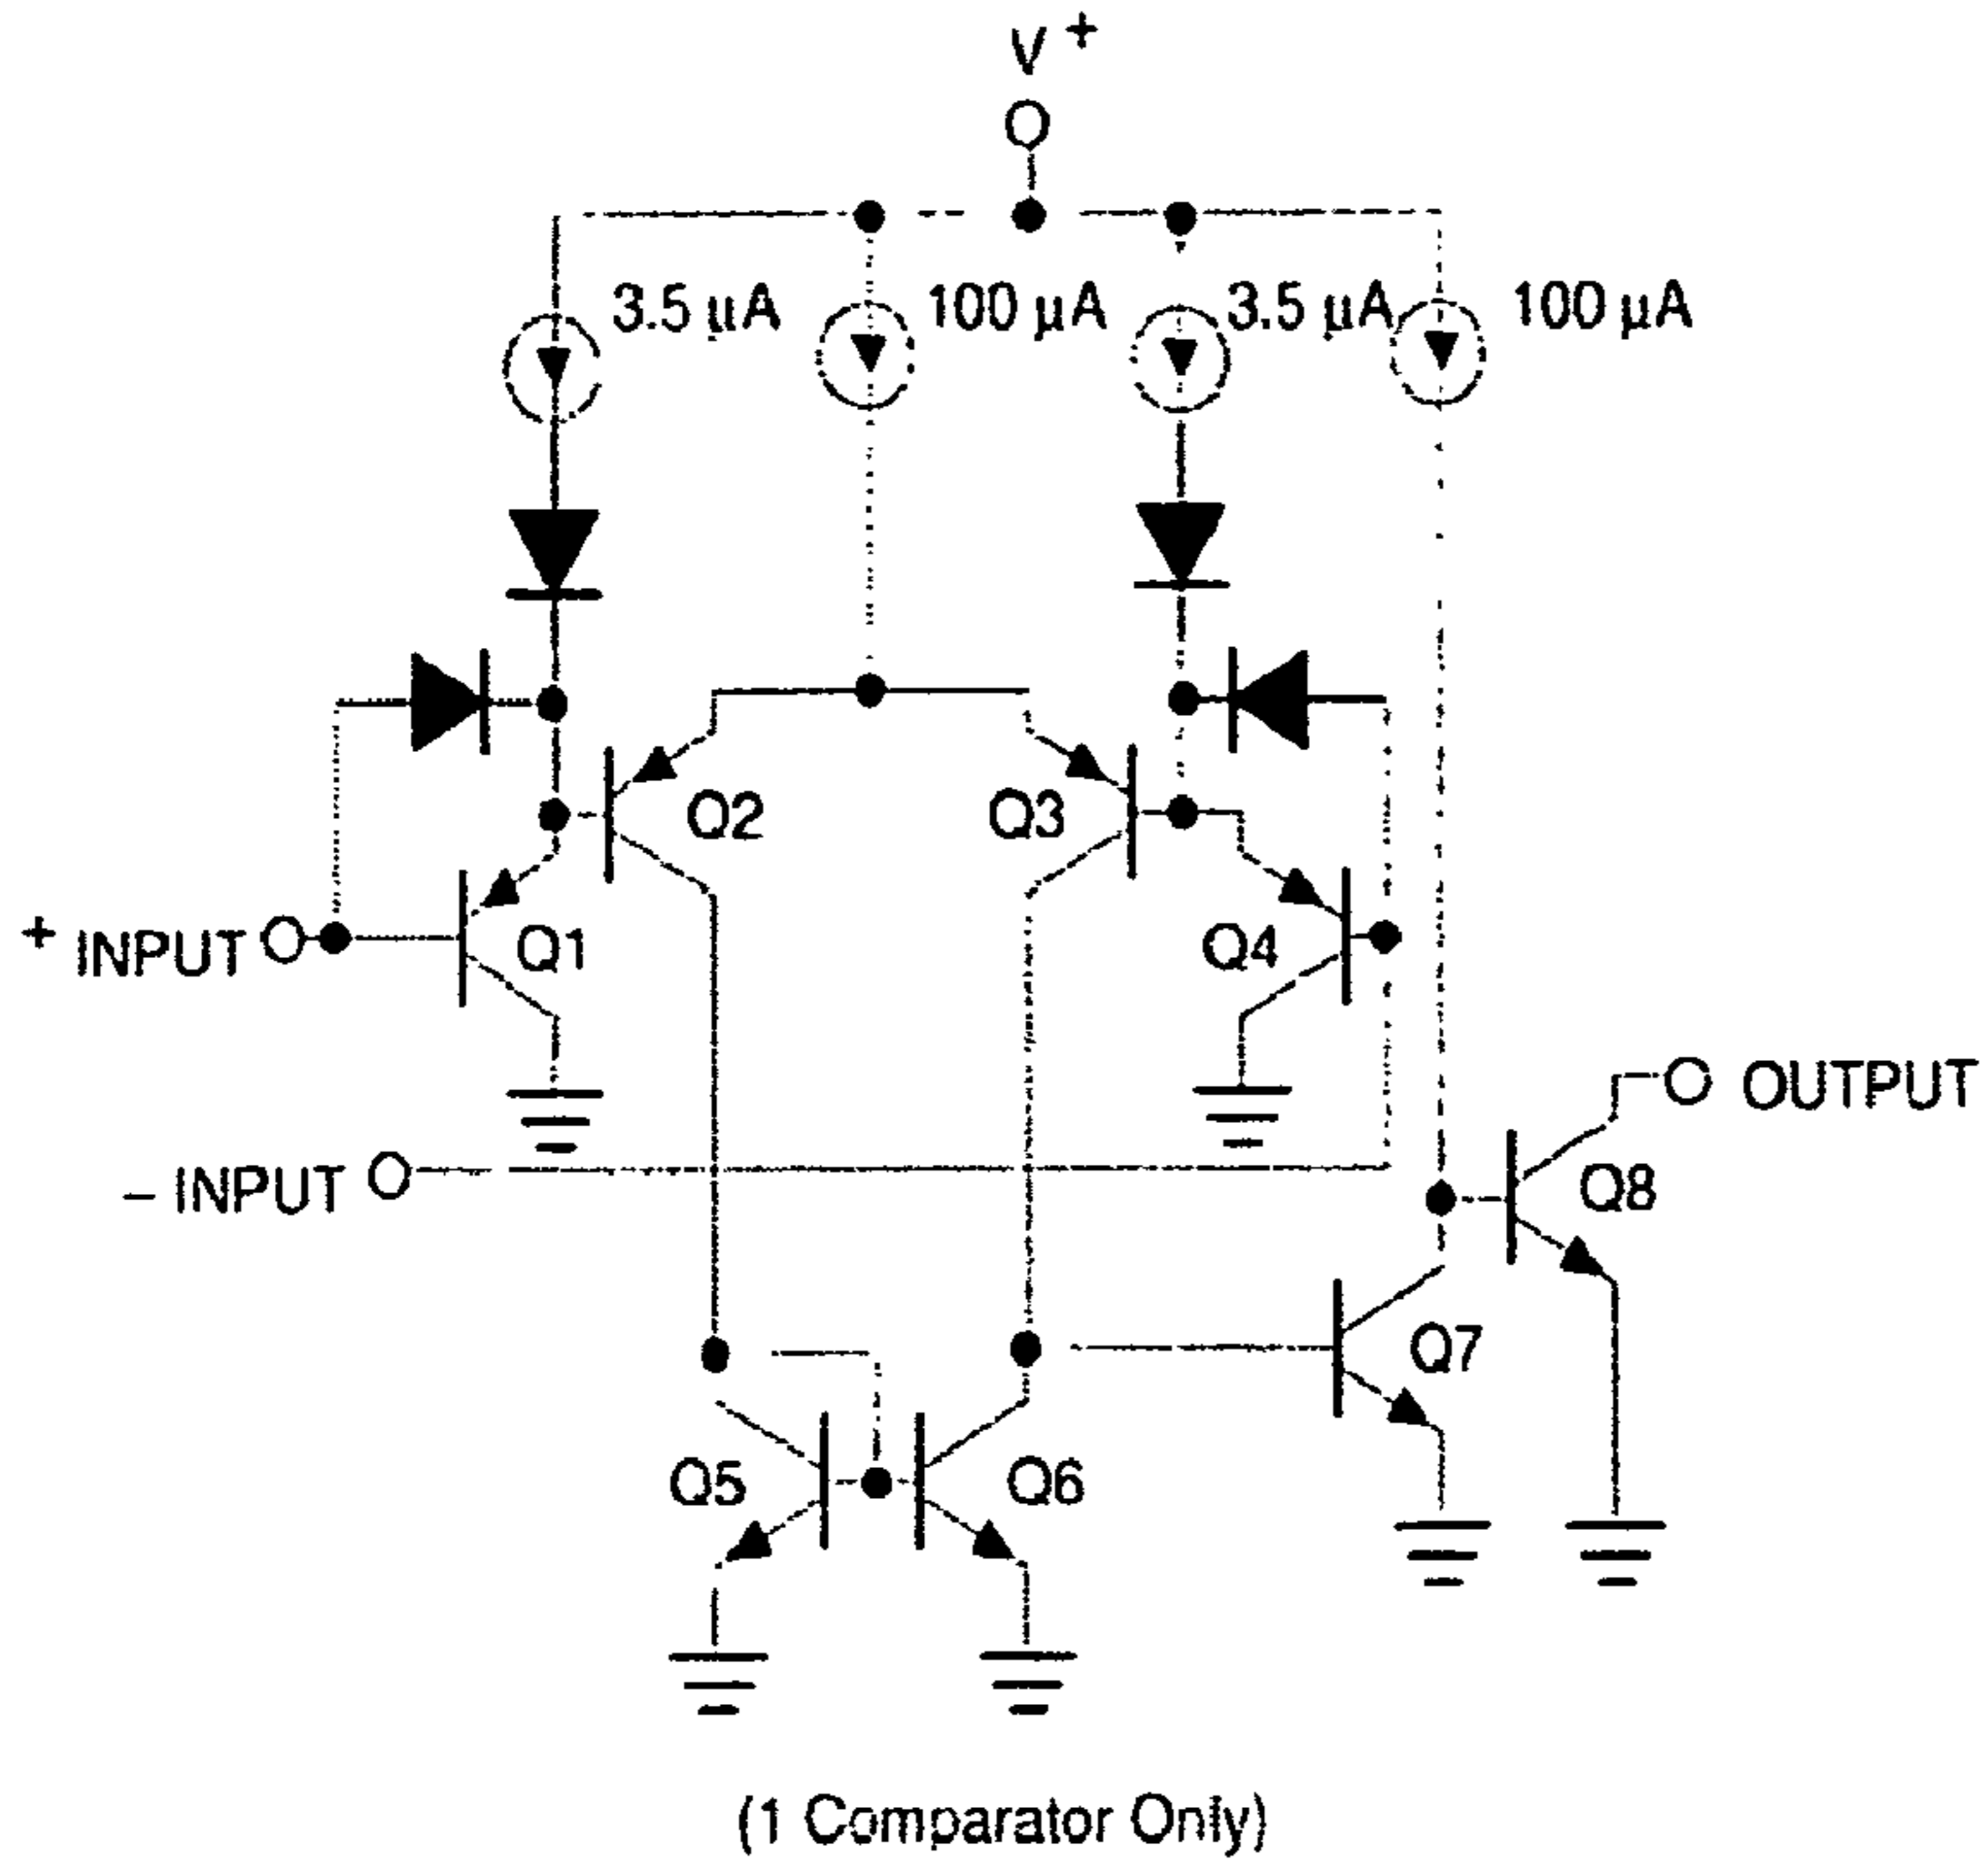 V+
3.5 µA
100 µA
3.5 µA
100 µA
Q2
Q3
+ INPUT
Q1
Q4
OUTPUT
– INPUT
Q8
Q7
Q5
Q6
(1 Comparator Only)